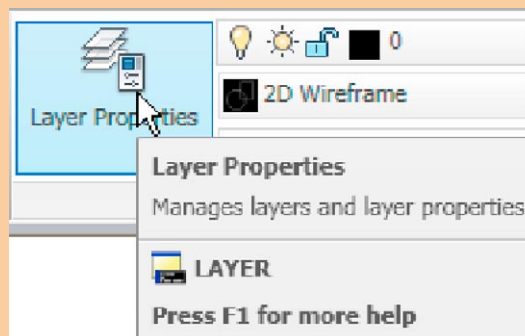 0
2D Wireframe
Layer Properties
Layer Properties
Manages layers and layer properties
LAYER
Press F1 for more help